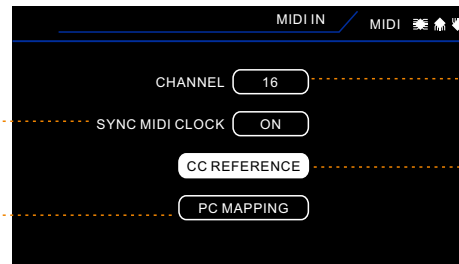 MIDI IN MIDI
CHANNEL 16
SYNC MIDI CLOCK ON
CC REFERENCE
PC MAPPING